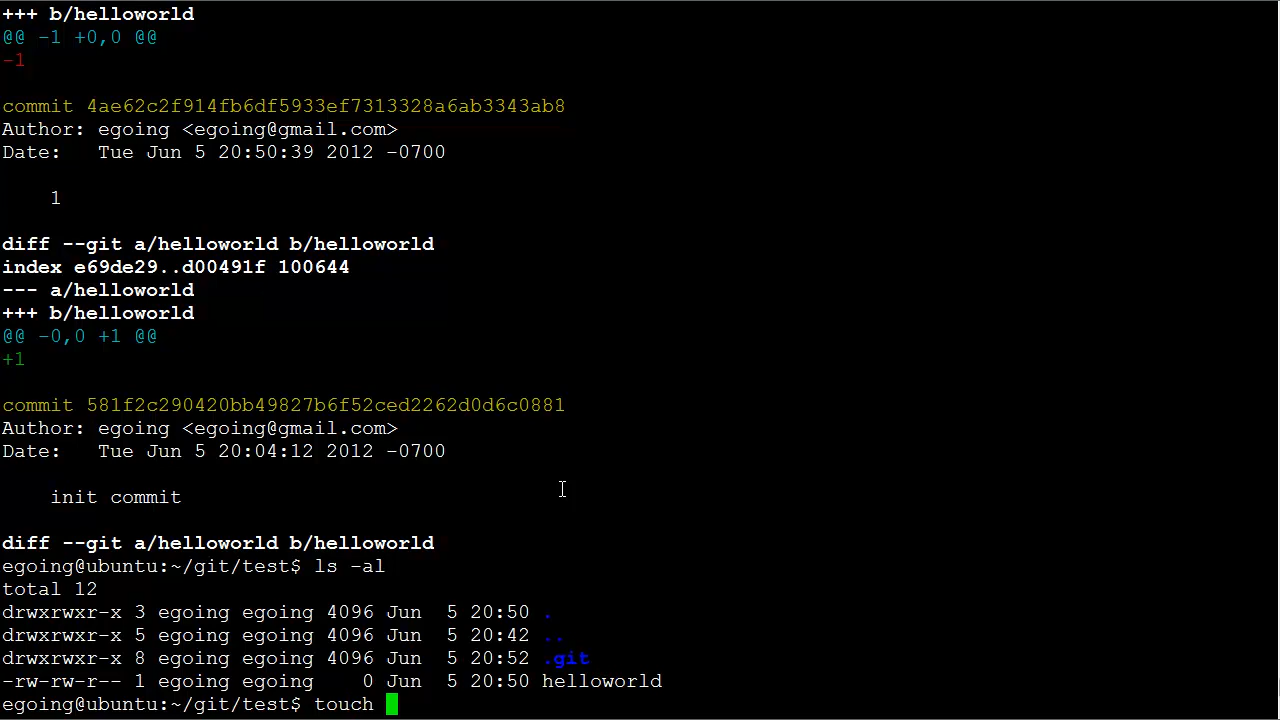 +++ b/helloworld
@@ -1 +0,0 @@
-1
commit 4ae62c2f914fb6df5933ef7313328a6ab3343ab8
Author: egoing <egoing@gmail.com>
Date:   Tue Jun 5 20:50:39 2012 -0700
    1
diff --git a/helloworld b/helloworld
index e69de29..d00491f 100644
--- a/helloworld
+++ b/helloworld
@@ -0,0 +1 @@
+1
commit 581f2c290420bb49827b6f52ced2262d0d6c0881
Author: egoing <egoing@gmail.com>
Date:   Tue Jun 5 20:04:12 2012 -0700
    init commit
diff --git a/helloworld b/helloworld
egoing@ubuntu:~/git/test$ ls -al
total 12
drwxrwxr-x 3 egoing egoing 4096 Jun  5 20:50 .
drwxrwxr-x 5 egoing egoing 4096 Jun  5 20:42 ..
drwxrwxr-x 8 egoing egoing 4096 Jun  5 20:52 .git
-rw-rw-r-- 1 egoing egoing    0 Jun  5 20:50 helloworld
egoing@ubuntu:~/git/test$ touch